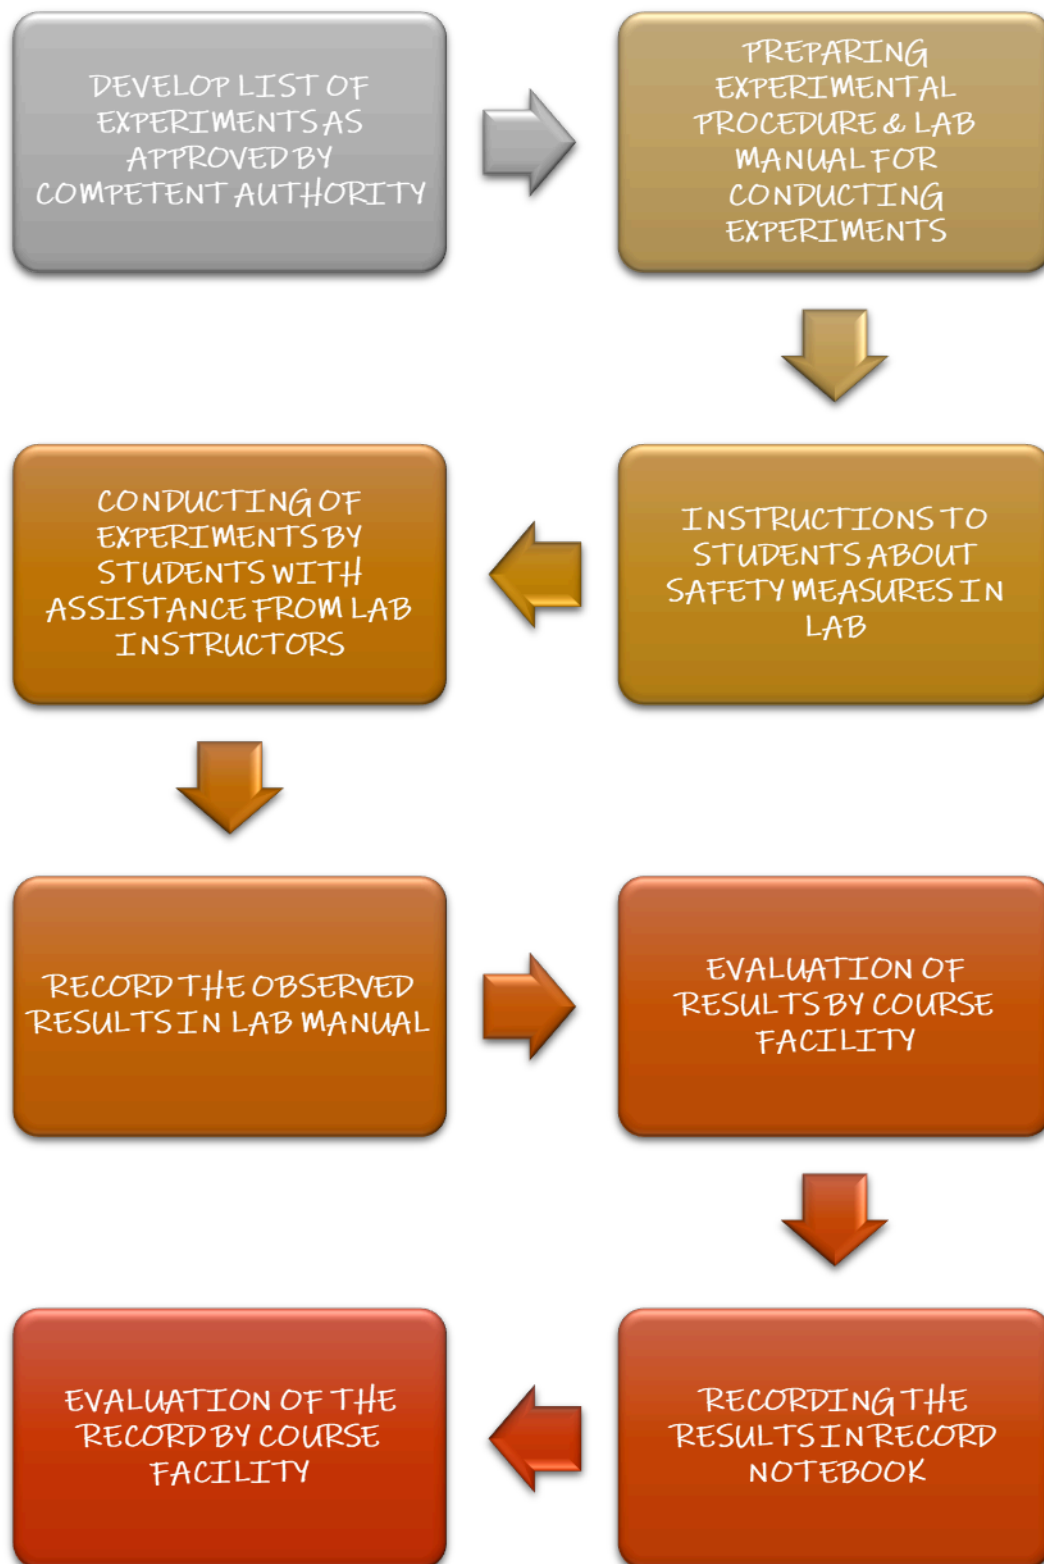 DEVELOP LIST OF
EXPERIMENTS AS
APPROVED BY
COMPETENT AUTHORITY
PREPARING
EXPERIMENTAL
PROCEDURE & LAB
MANUAL FOR
CONDUCTING
EXPERIMENTS
INSTRUCTIONS TO
STUDENTS ABOUT
SAFETY MEASURES IN
LAB
CONDUCTING OF
EXPERIMENTS BY
STUDENTS WITH
ASSISTANCE FROM LAB
INSTRUCTORS
RECORD THE OBSERVED
RESULTS IN LAB MANUAL
EVALUATION OF
RESULTS BY COURSE
FACILITY
RECORDING THE
RESULTS IN RECORD
NOTEBOOK
EVALUATION OF THE
RECORD BY COURSE
FACILITY